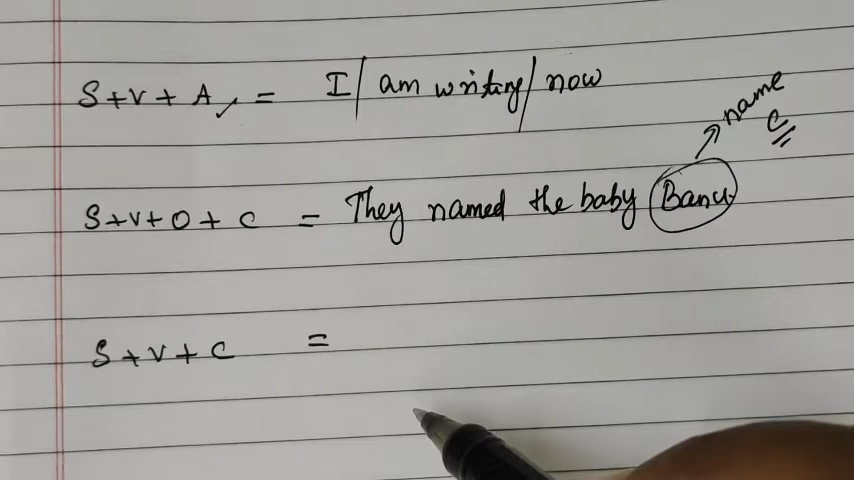 S+V+A ✓ = I / am writing / now
name
C
S+V+O+C = They named the baby Banu
S+V+C =